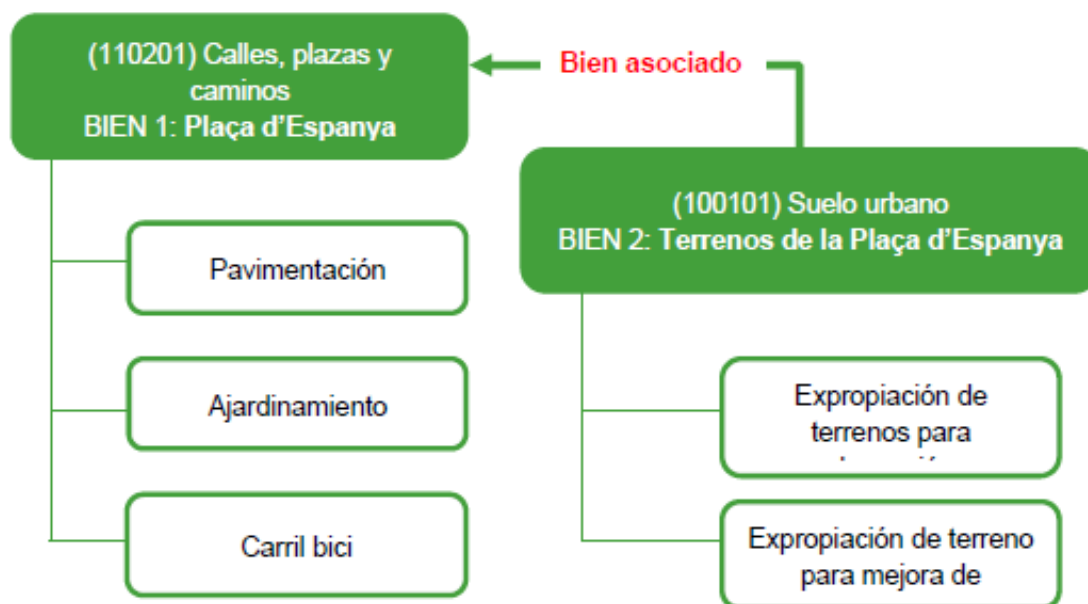 (110201) Calles, plazas y
caminos
BIEN 1: Plaça d'Espanya
Bien asociado
(100101) Suelo urbano
BIEN 2: Terrenos de la Plaça d'Espanya
Pavimentación
Ajardinamiento
Carril bici
Expropiación de
terrenos para
Expropiación de terreno
para mejora de